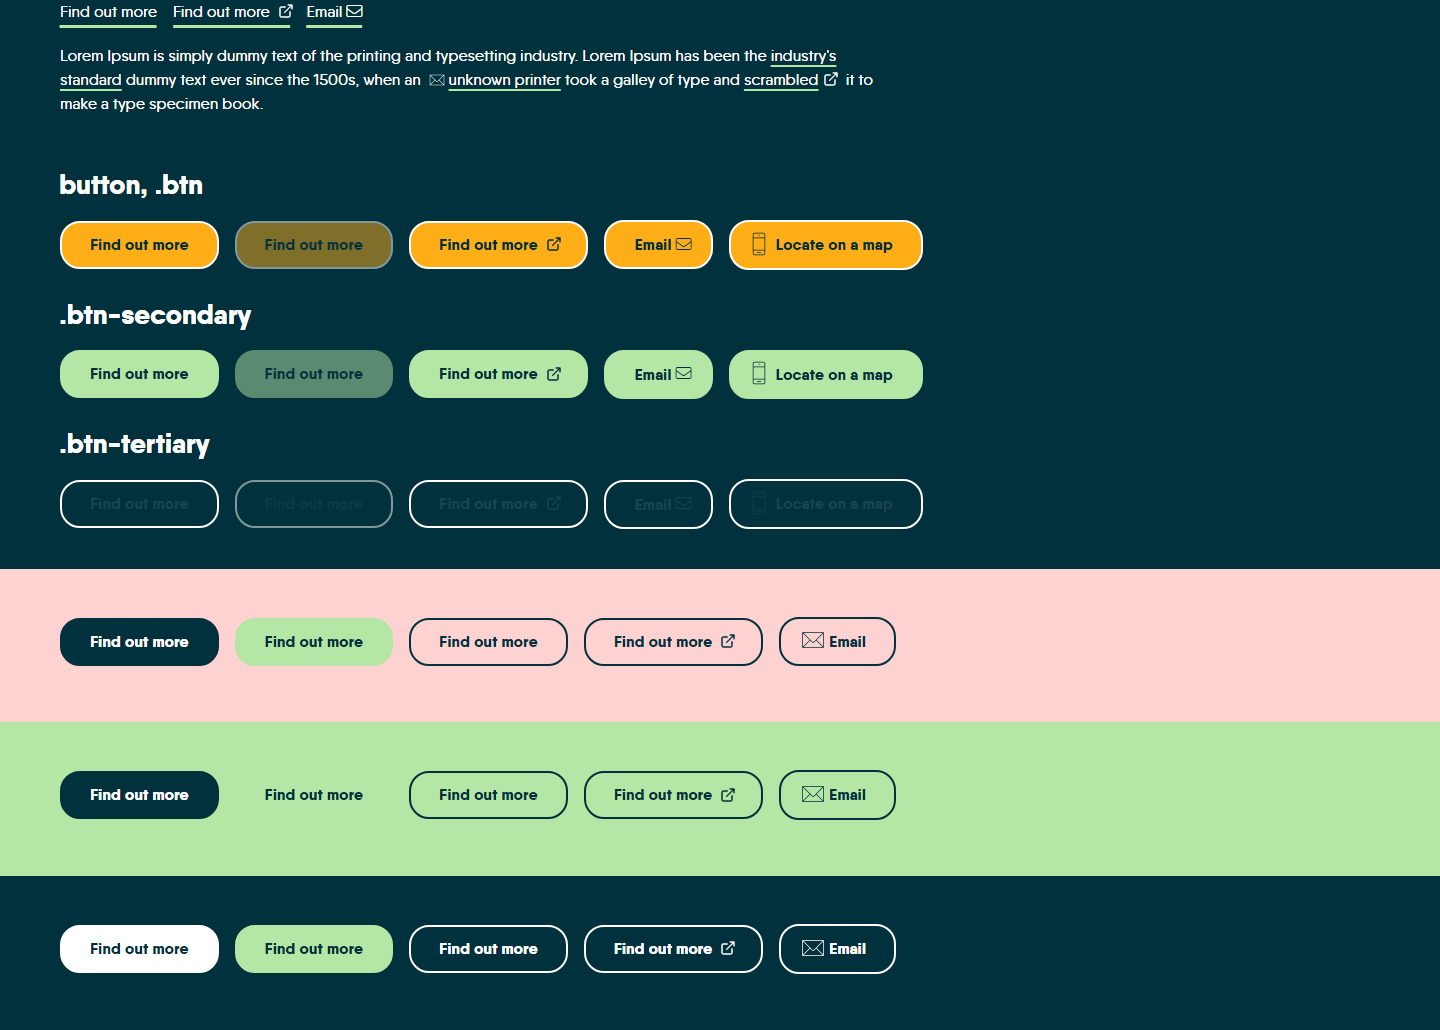 Find out more Find out more Email
Lorem Ipsum is simply dummy text of the printing and typesetting industry. Lorem Ipsum has been the industry's
standard dummy text ever since the 1500s, when an unknown printer took a galley of type and scrambled it to
make a type specimen book.
button, .btn
Find out more Find out more Find out more Email Locate on a map
.btn-secondary
Find out more Find out more Find out more Email Locate on a map
.btn-tertiary
Find out more Find out more Find out more Email Locate on a map
Find out more Find out more Find out more Find out more Email
Find out more Find out more Find out more Find out more Email
Find out more Find out more Find out more Find out more Email